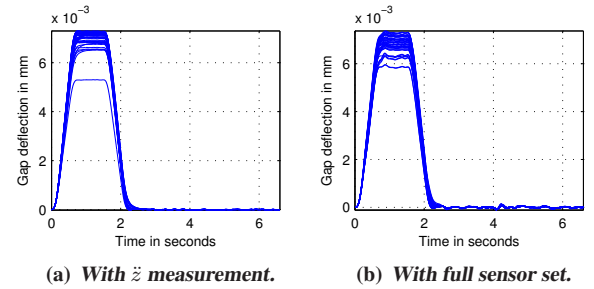 x 10⁻³
6
4
2
0
0 2 4 6
Gap deflection in mm
Time in seconds
(a) With z̈ measurement.
x 10⁻³
6
4
2
0
0 2 4 6
Gap deflection in mm
Time in seconds
(b) With full sensor set.